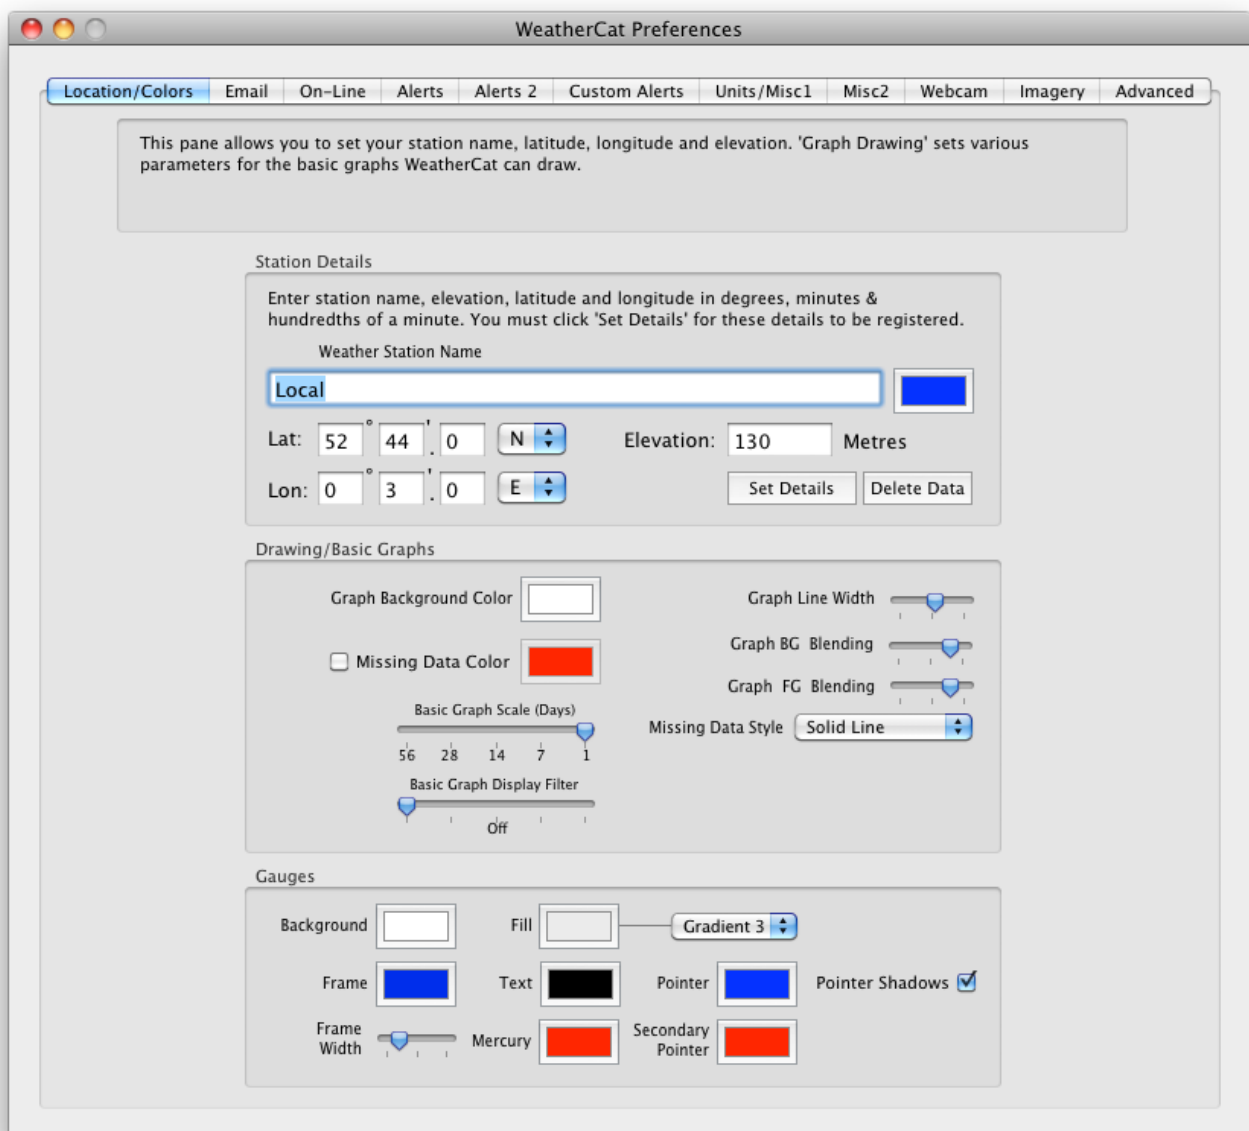 WeatherCat Preferences
Location/Colors Email On-Line Alerts Alerts 2 Custom Alerts Units/Misc1 Misc2 Webcam Imagery Advanced
This pane allows you to set your station name, latitude, longitude and elevation. 'Graph Drawing' sets various
parameters for the basic graphs WeatherCat can draw.
Station Details
Enter station name, elevation, latitude and longitude in degrees, minutes &
hundredths of a minute. You must click 'Set Details' for these details to be registered.
Weather Station Name
Local
Lat: 52 ° 44 ' . 0 N Elevation: 130 Metres
Lon: 0 ° 3 ' . 0 E Set Details Delete Data
Drawing/Basic Graphs
Graph Background Color Graph Line Width
Graph BG Blending
Missing Data Color
Graph FG Blending
Basic Graph Scale (Days)
Missing Data Style Solid Line
56 28 14 7 1
Basic Graph Display Filter
Off
Gauges
Background Fill Gradient 3
Frame Text Pointer Pointer Shadows
Frame
Width
Mercury
Secondary
Pointer